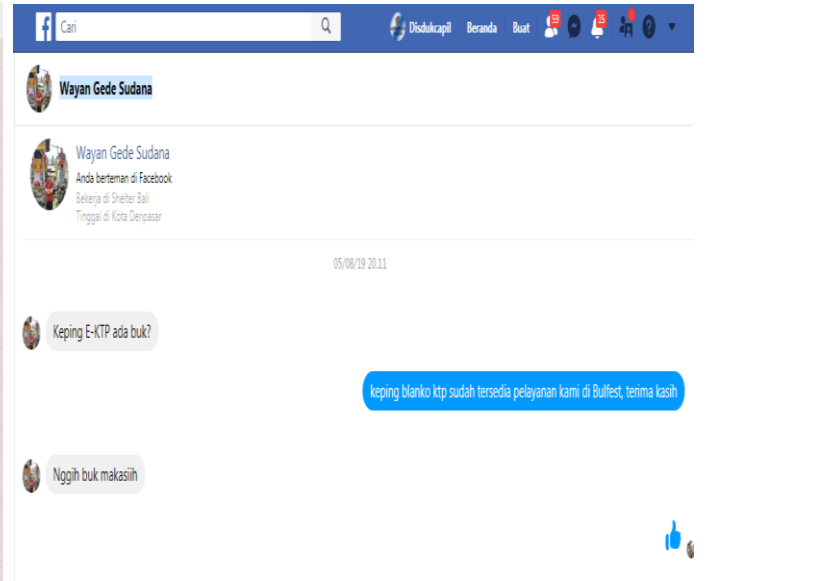 f Cari Disdukcapil Beranda Buat 59 15
Wayan Gede Sudana
Wayan Gede Sudana
Anda berteman di Facebook
Bekerja di Shelter Bali
Tinggal di Kota Denpasar
05/08/19 20.11
Keping E-KTP ada buk?
keping blanko ktp sudah tersedia pelayanan kami di Bulfest, terima kasih
Nggih buk makasiih